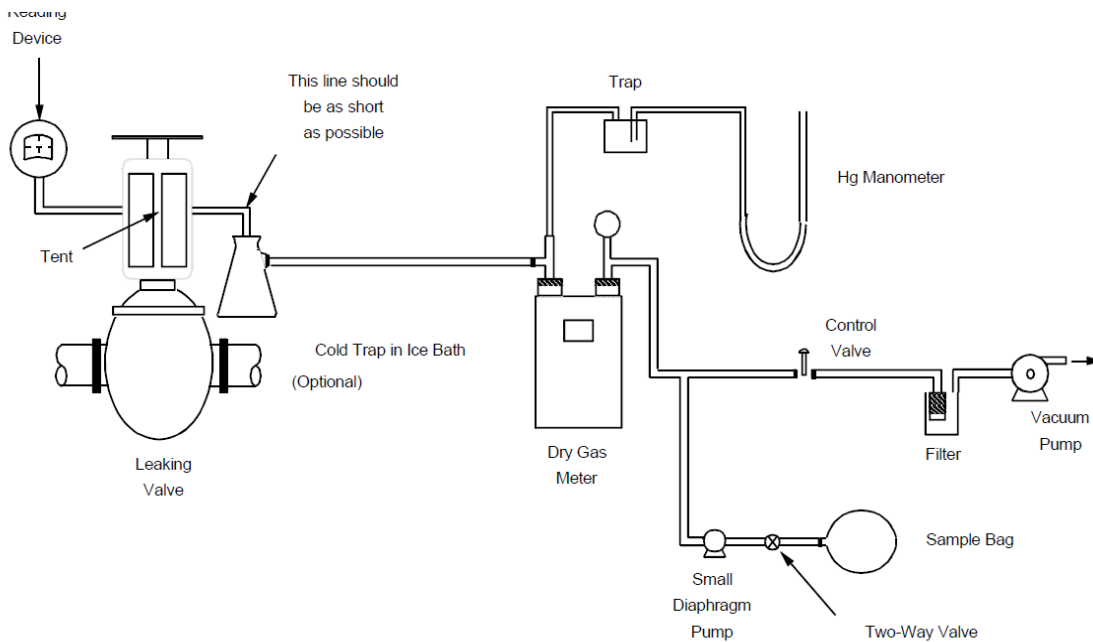 Reading
Device
This line should
be as short
as possible
Trap
Hg Manometer
Tent
Control
Valve
Cold Trap in Ice Bath
(Optional)
Leaking
Valve
Dry Gas
Meter
Filter
Vacuum
Pump
Sample Bag
Small
Diaphragm
Pump
Two-Way Valve